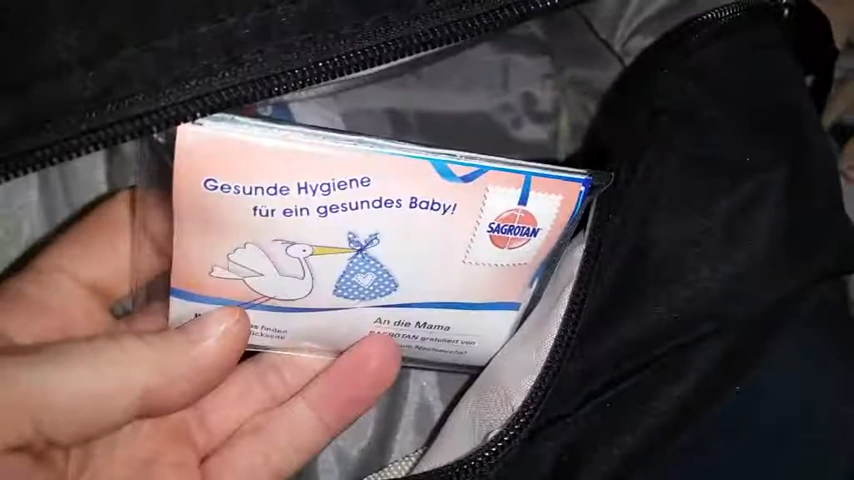 Gesunde Hygiene
für ein gesundes Baby!
SAGROTAN
An die Mama
SAGROTAN gratuliert von